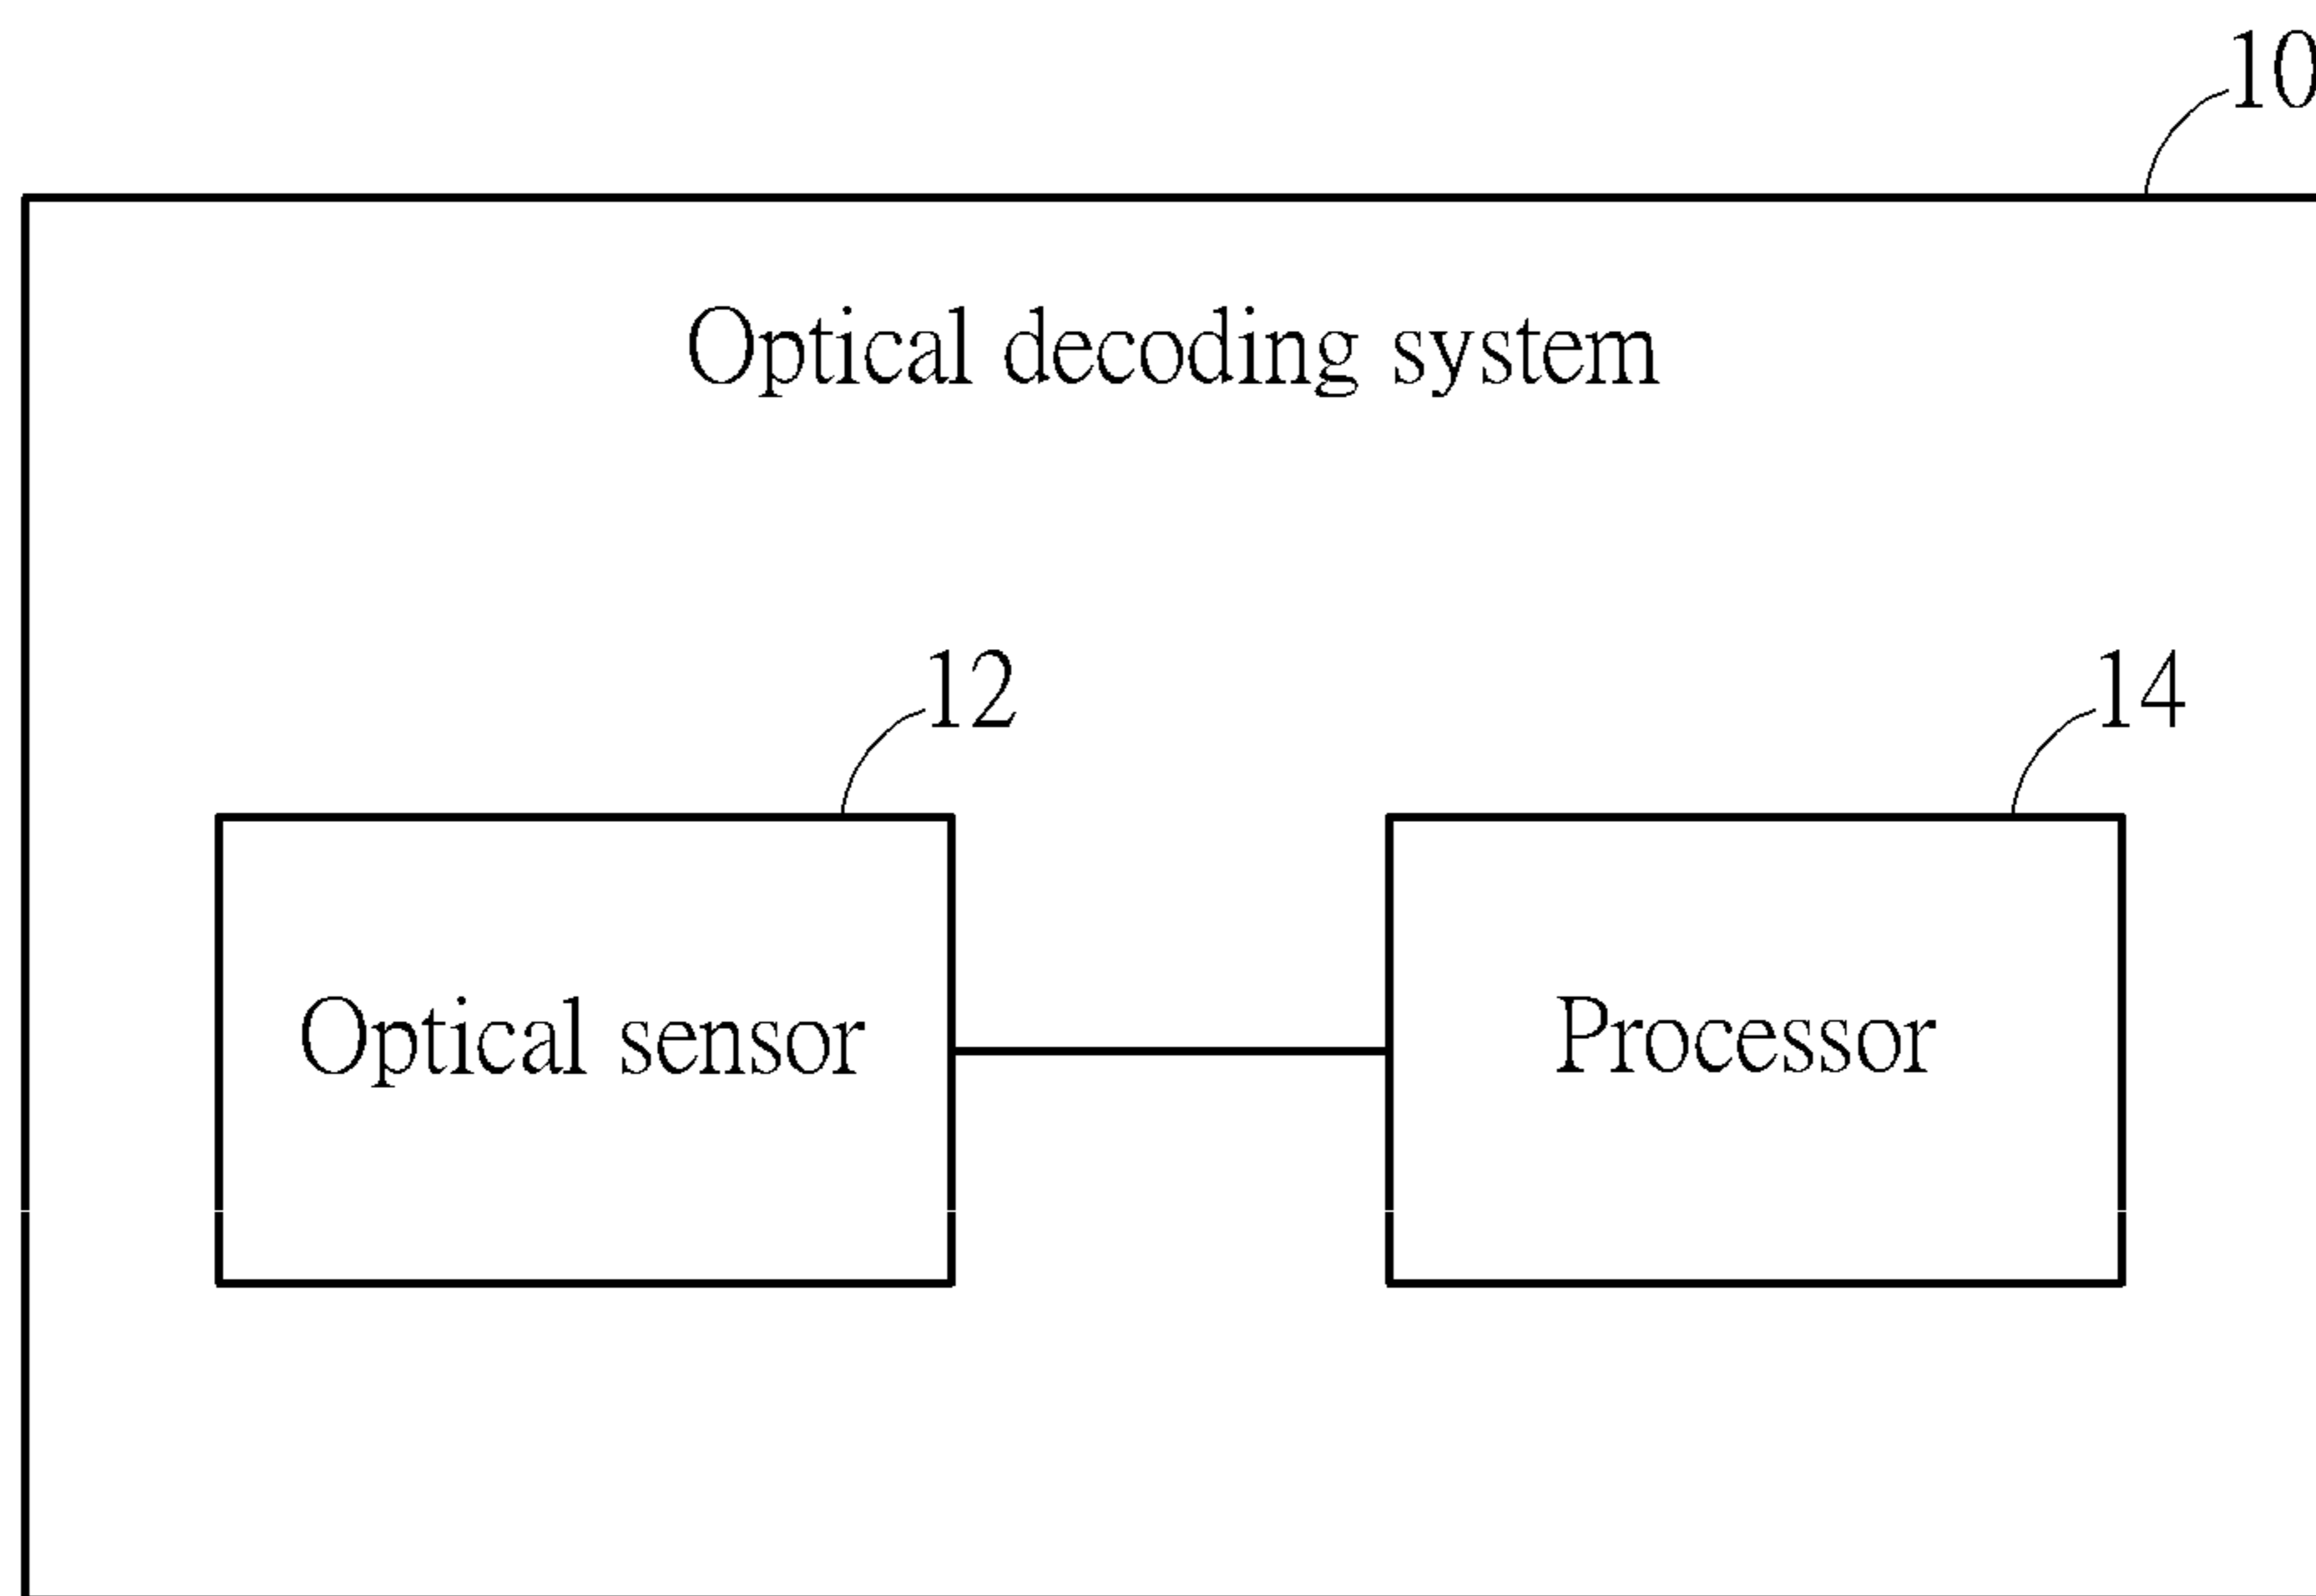 10
Optical decoding system
12
14
Optical sensor
Processor